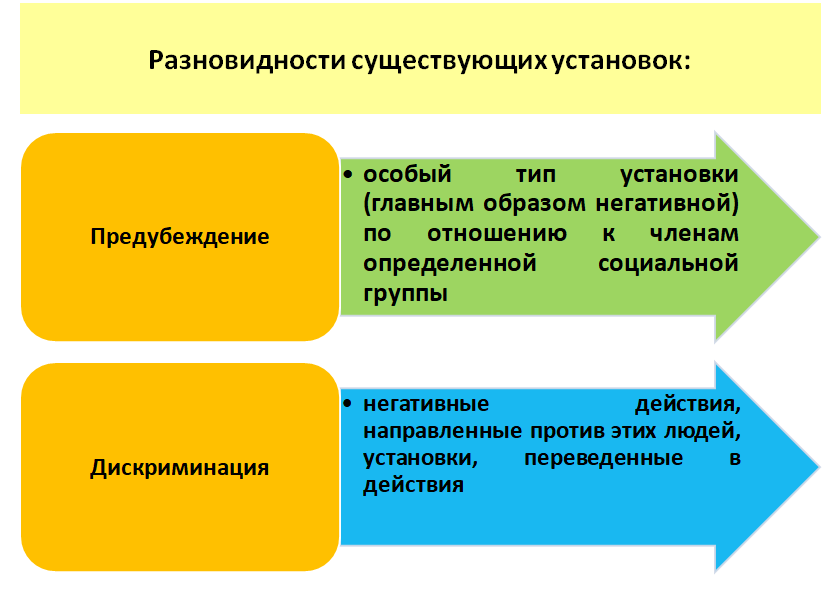 Разновидности существующих установок:
Предубеждение
• особый тип установки
(главным образом негативной)
по отношению к членам
определенной социальной
группы
Дискриминация
• негативные действия,
направленные против этих людей,
установки, переведенные в
действия